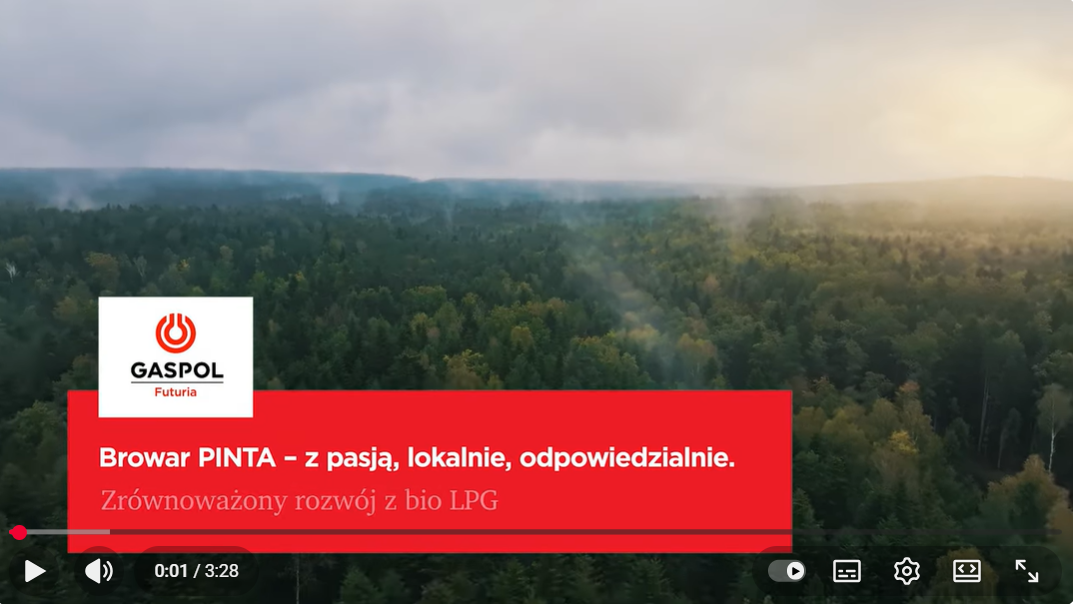 GASPOL
Futuria
Browar PINTA – z pasją, lokalnie, odpowiedzialnie.
Zrównoważony rozwój z bio LPG
0:01 / 3:28